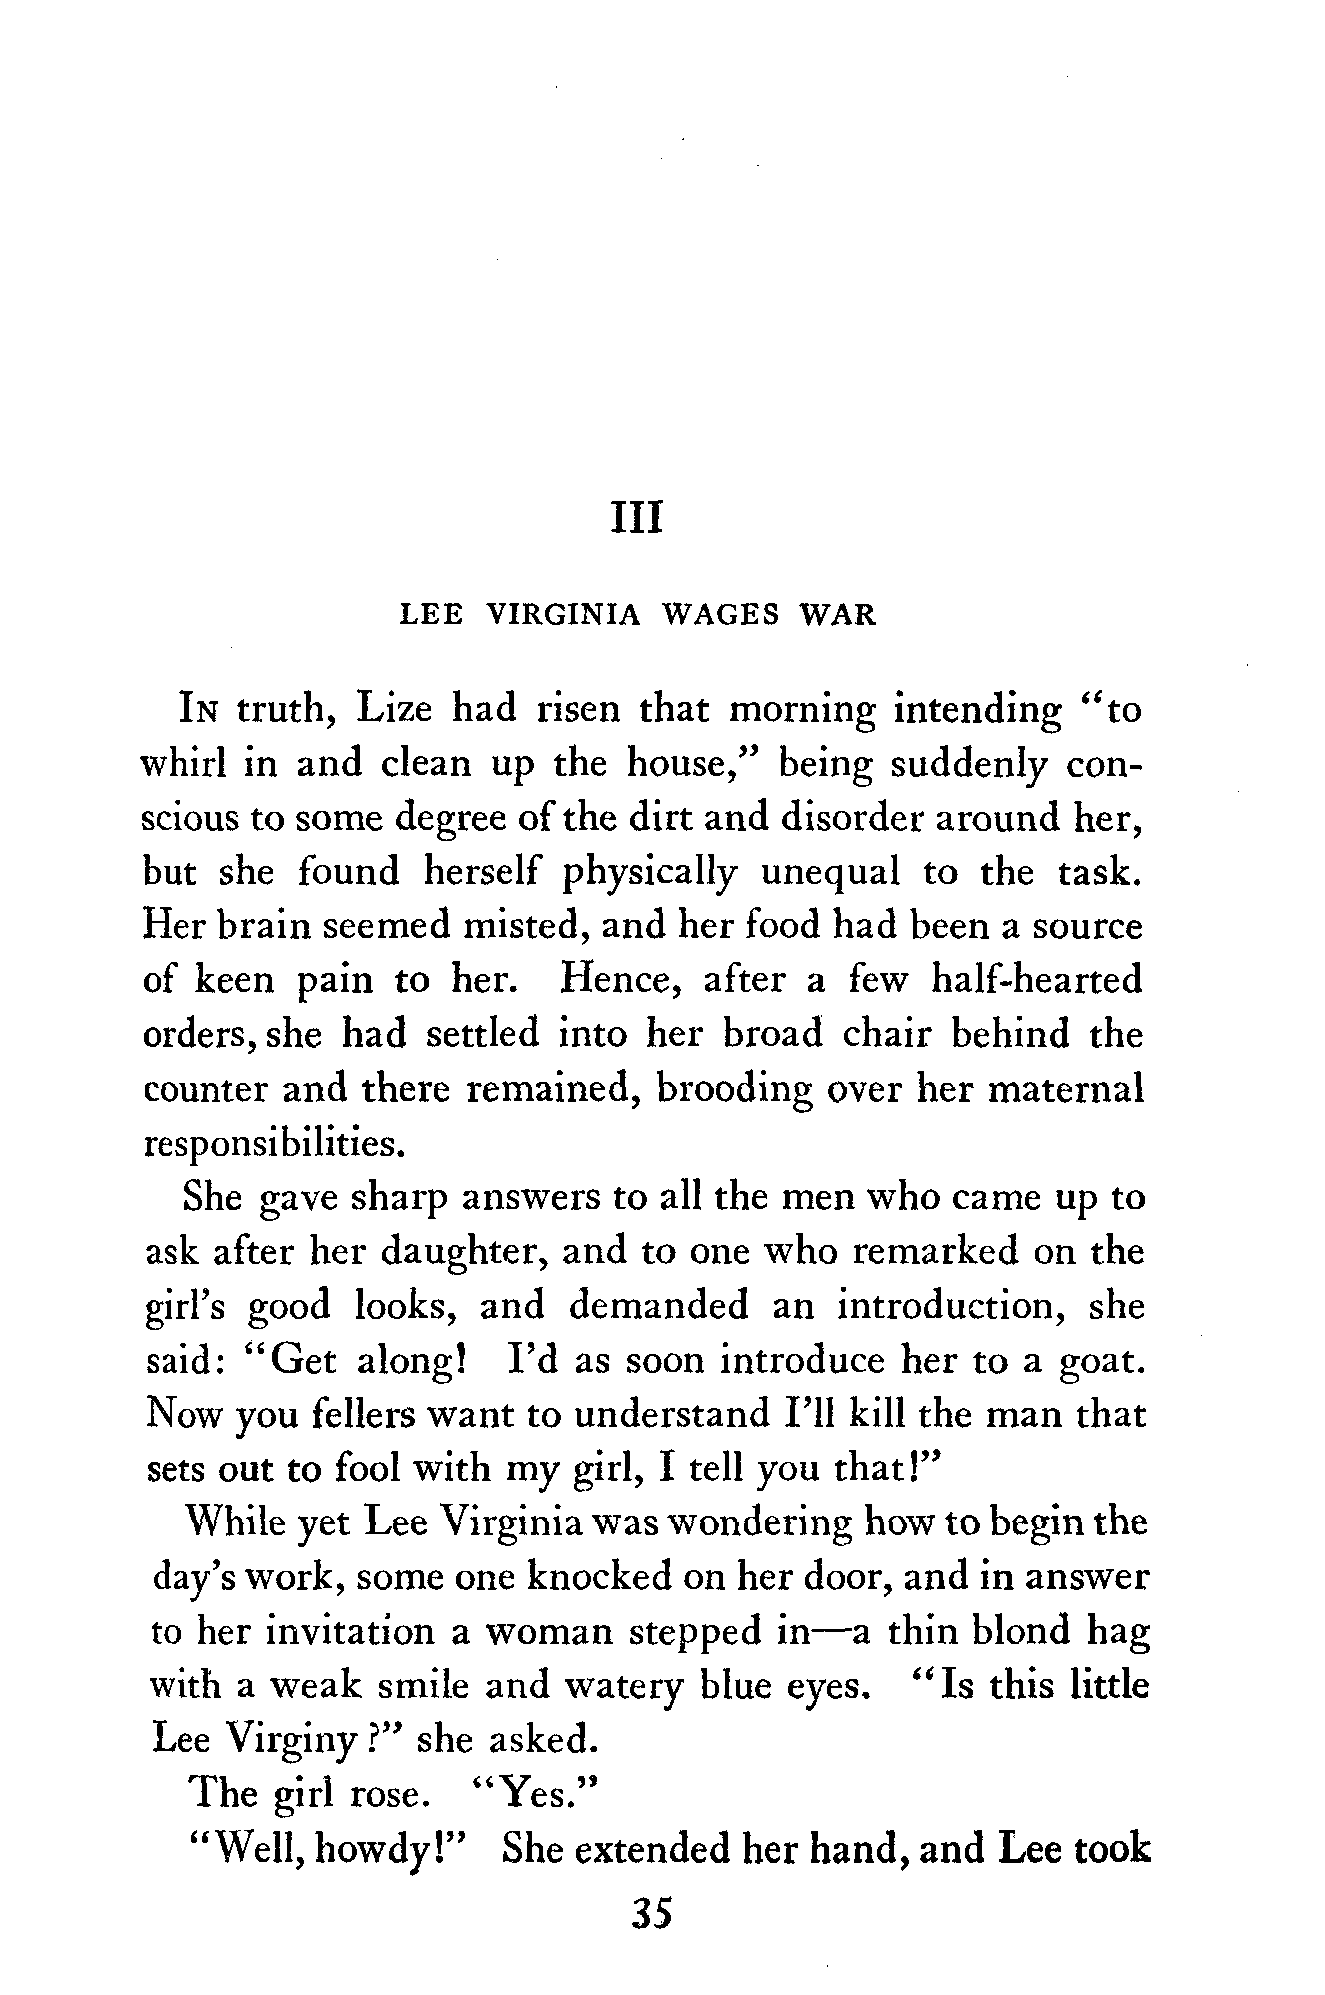 III
LEE VIRGINIA WAGES WAR
In truth, Lize had risen that morning intending “to
whirl in and clean up the house,” being suddenly con-
scious to some degree of the dirt and disorder around her,
but she found herself physically unequal to the task.
Her brain seemed misted, and her food had been a source
of keen pain to her. Hence, after a few half-hearted
orders, she had settled into her broad chair behind the
counter and there remained, brooding over her maternal
responsibilities.
She gave sharp answers to all the men who came up to
ask after her daughter, and to one who remarked on the
girl’s good looks, and demanded an introduction, she
said: “Get along! I’d as soon introduce her to a goat.
Now you fellers want to understand I’ll kill the man that
sets out to fool with my girl, I tell you that!”
While yet Lee Virginia was wondering how to begin the
day’s work, some one knocked on her door, and in answer
to her invitation a woman stepped in—a thin blond hag
with a weak smile and watery blue eyes. “Is this little
Lee Virginy?” she asked.
The girl rose. “Yes.”
“Well, howdy!” She extended her hand, and Lee took
35